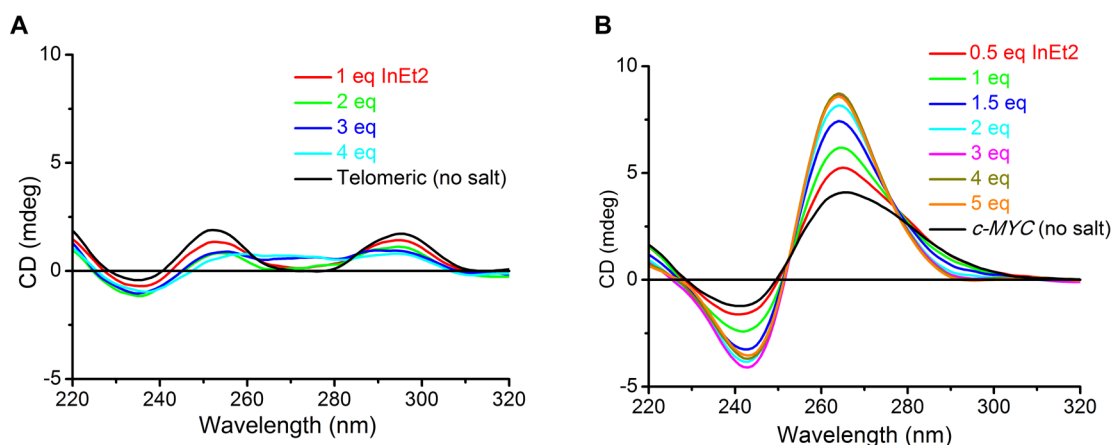 A
10
5
0
-5
CD (mdeg)
1 eq InEt2
2 eq
3 eq
4 eq
Telomeric (no salt)
220 240 260 280 300 320
Wavelength (nm)
B
10
5
0
-5
CD (mdeg)
0.5 eq InEt2
1 eq
1.5 eq
2 eq
3 eq
4 eq
5 eq
c-MYC (no salt)
220 240 260 280 300 320
Wavelength (nm)